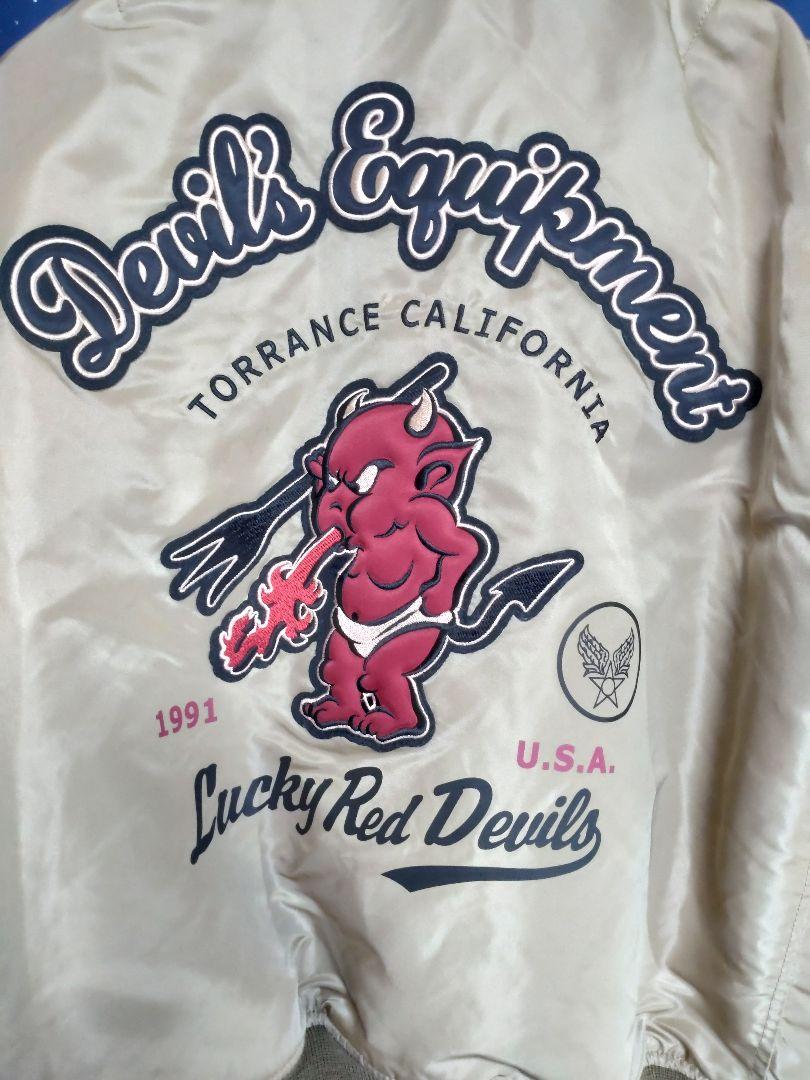 Devil's Equipment
TORRANCE CALIFORNIA
1991
U.S.A.
Lucky Red Devils